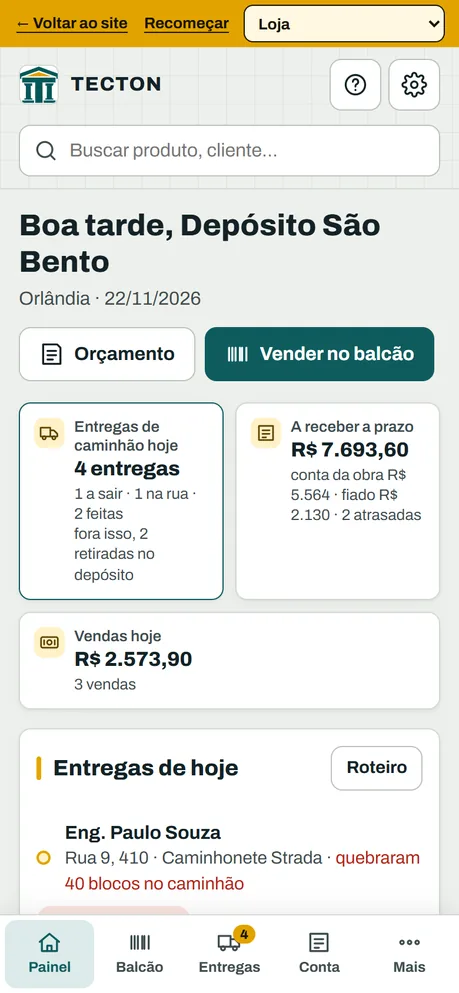 ← Voltar ao site Recomeçar Loja
TECTON
Buscar produto, cliente...
Boa tarde, Depósito São
Bento
Orlândia · 22/11/2026
Orçamento
Vender no balcão
Entregas de
caminhão hoje
4 entregas
1 a sair · 1 na rua ·
2 feitas
fora isso, 2
retiradas no
depósito
A receber a prazo
R$ 7.693,60
conta da obra R$
5.564 · fiado R$
2.130 · 2 atrasadas
Vendas hoje
R$ 2.573,90
3 vendas
Entregas de hoje
Roteiro
Eng. Paulo Souza
Rua 9, 410 · Caminhonete Strada · quebraram
40 blocos no caminhão
Painel
Balcão
4
Entregas
Conta
Mais